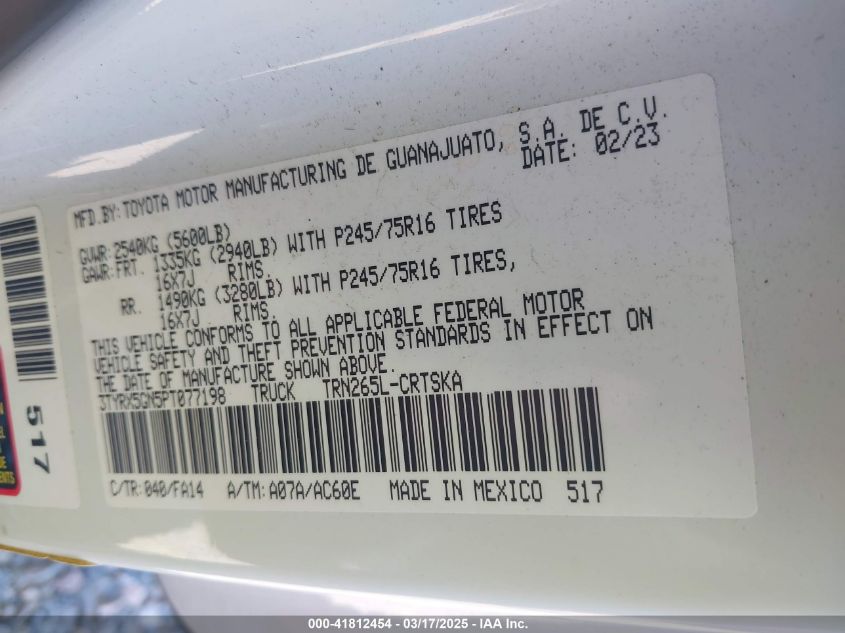 MFD.BY:TOYOTA MOTOR MANUFACTURING DE GUANAJUATO, S.A. DE C.V.
DATE: 02/23
GVWR:2540KG (5600LB)
GAWR:FRT. 1335KG (2940LB) WITH P245/75R16 TIRES
16X7J RIMS.
RR. 1490KG (3280LB) WITH P245/75R16 TIRES,
16X7J RIMS.
THIS VEHICLE CONFORMS TO ALL APPLICABLE FEDERAL MOTOR
VEHICLE SAFETY AND THEFT PREVENTION STANDARDS IN EFFECT ON
THE DATE OF MANUFACTURE SHOWN ABOVE.
3TYRX5GN5PT077198 TRUCK TRN265L-CRTSKA
C/TR:040/FA14 A/TM:A07A/AC60E MADE IN MEXICO 517
517
000-41812454 - 03/17/2025 - IAA Inc.